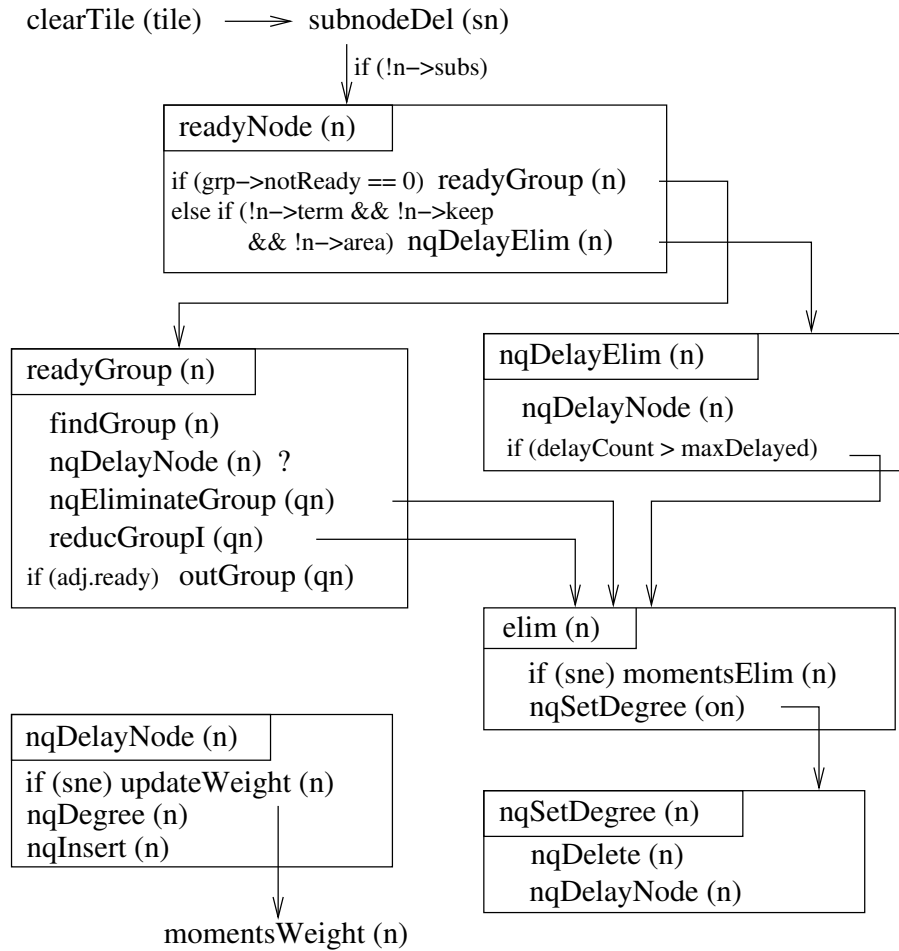 clearTile (tile) subnodeDel (sn)
if (!n->subs)
readyNode (n)
if (grp->notReady == 0) readyGroup (n)
else if (!n->term && !n->keep
&& !n->area) nqDelayElim (n)
readyGroup (n)
findGroup (n)
nqDelayNode (n) ?
nqEliminateGroup (qn)
reducGroupI (qn)
if (adj.ready) outGroup (qn)
nqDelayElim (n)
nqDelayNode (n)
if (delayCount > maxDelayed)
elim (n)
if (sne) momentsElim (n)
nqSetDegree (on)
nqDelayNode (n)
if (sne) updateWeight (n)
nqDegree (n)
nqInsert (n)
momentsWeight (n)
nqSetDegree (n)
nqDelete (n)
nqDelayNode (n)